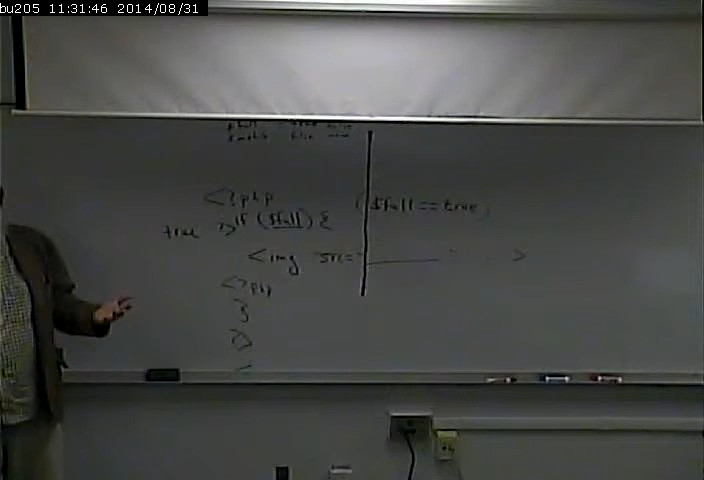 bu205 11:31:46 2014/08/31
<?php
if ($full) { ($full==true)
true ?>
<img src=" " >
<?php
}
?>